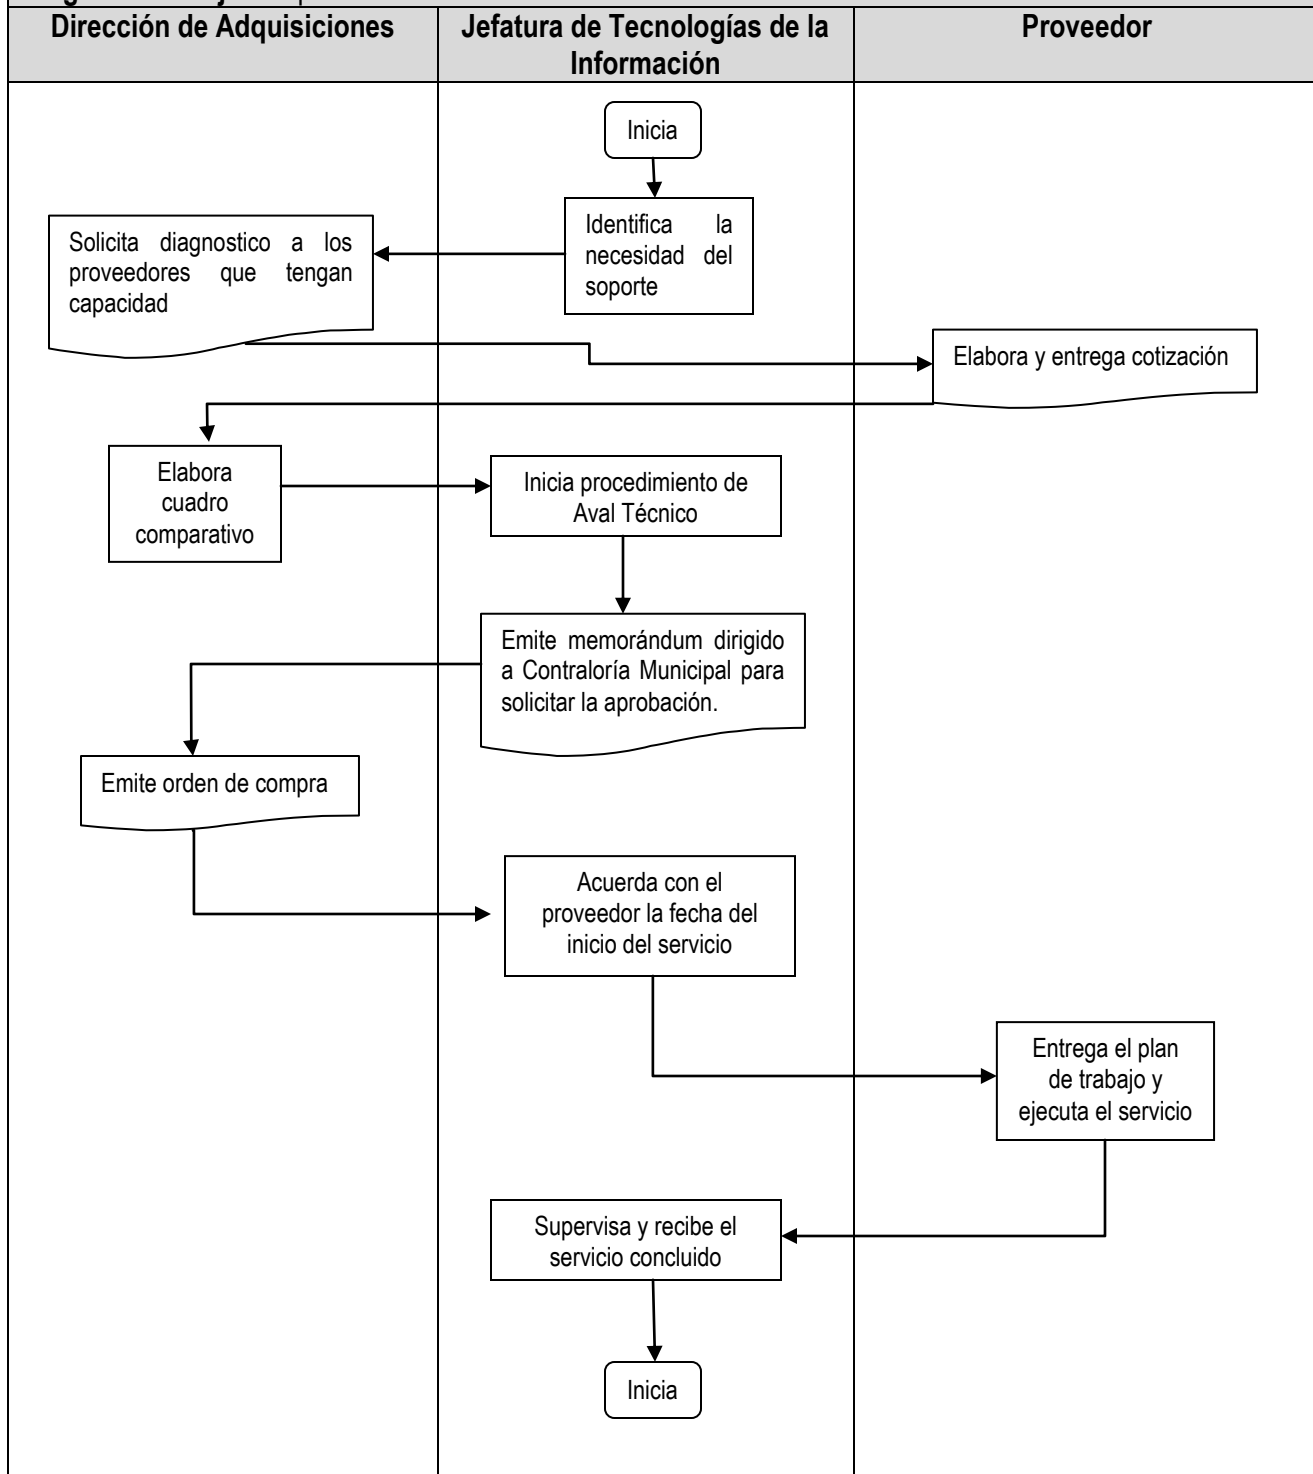 Dirección de Adquisiciones
Jefatura de Tecnologías de la
Información
Proveedor
Inicia
Identifica la
necesidad del
soporte
Solicita diagnostico a los
proveedores que tengan
capacidad
Elabora y entrega cotización
Elabora
cuadro
comparativo
Inicia procedimiento de
Aval Técnico
Emite memorándum dirigido
a Contraloría Municipal para
solicitar la aprobación.
Emite orden de compra
Acuerda con el
proveedor la fecha del
inicio del servicio
Entrega el plan
de trabajo y
ejecuta el servicio
Supervisa y recibe el
servicio concluido
Inicia